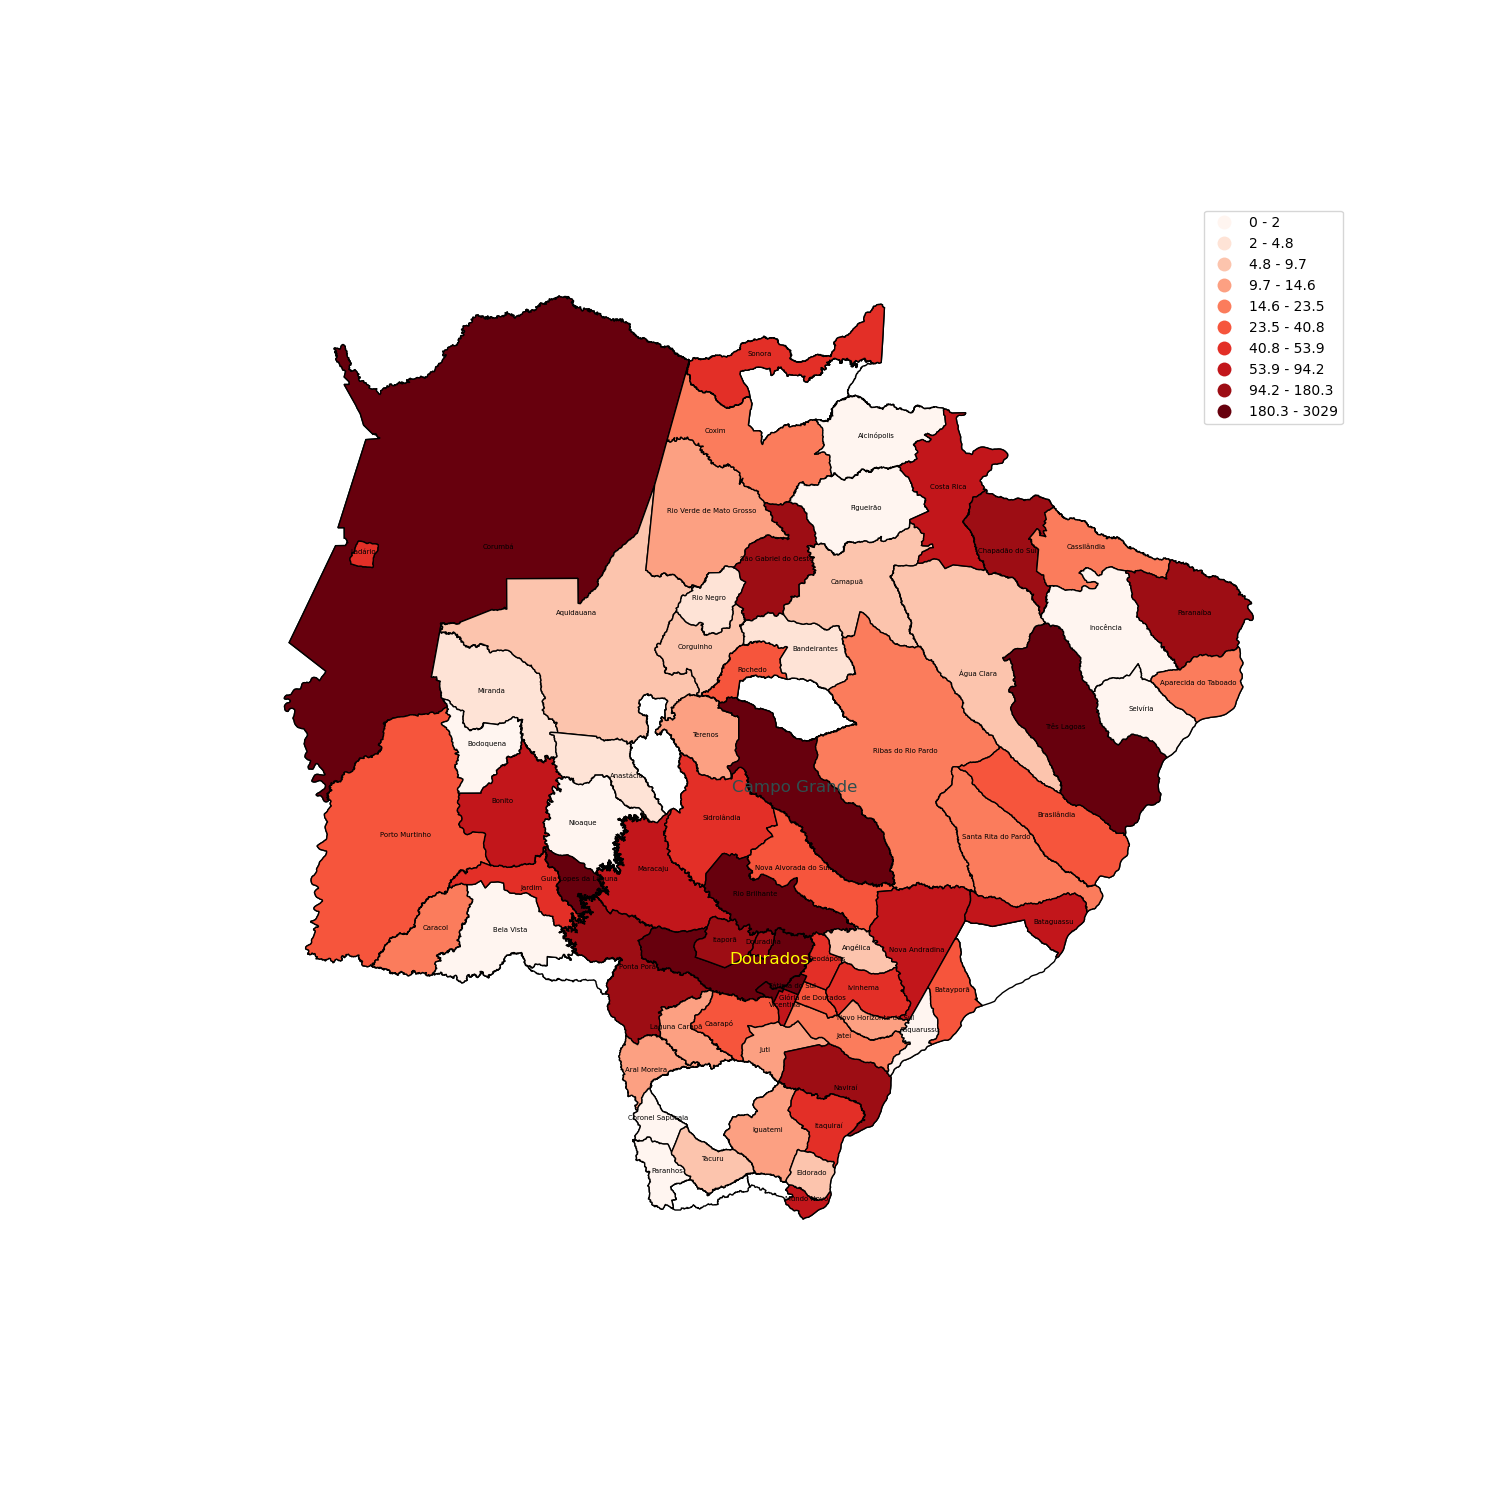 0 - 2
2 - 4.8
4.8 - 9.7
9.7 - 14.6
14.6 - 23.5
23.5 - 40.8
40.8 - 53.9
53.9 - 94.2
94.2 - 180.3
180.3 - 3029
Sonora
Coxim
Alcinópolis
Costa Rica
Rio Verde de Mato Grosso
Figueirão
Corumbá
Ladário
São Gabriel do Oeste
Chapadão do Sul
Cassilândia
Camapuã
Rio Negro
Aquidauana
Paranaíba
Inocência
Corguinho
Bandeirantes
Rochedo
Água Clara
Aparecida do Taboado
Miranda
Selvíria
Três Lagoas
Terenos
Bodoquena
Ribas do Rio Pardo
Anastácio
Campo Grande
Bonito
Brasilândia
Sidrolândia
Nioaque
Porto Murtinho
Santa Rita do Pardo
Maracaju
Nova Alvorada do Sul
Guia Lopes da Laguna
Jardim
Rio Brilhante
Bataguassu
Caracol
Bela Vista
Itaporã
Douradina
Angélica
Nova Andradina
Dourados
Deodápolis
Ponta Porã
Ivinhema
Batayporã
Glória de Dourados
Vicentina
Novo Horizonte do Sul
Laguna Carapã
Caarapó
Taquarussu
Jateí
Juti
Aral Moreira
Naviraí
Coronel Sapucaia
Itaquiraí
Iguatemi
Tacuru
Paranhos
Eldorado
Mundo Novo